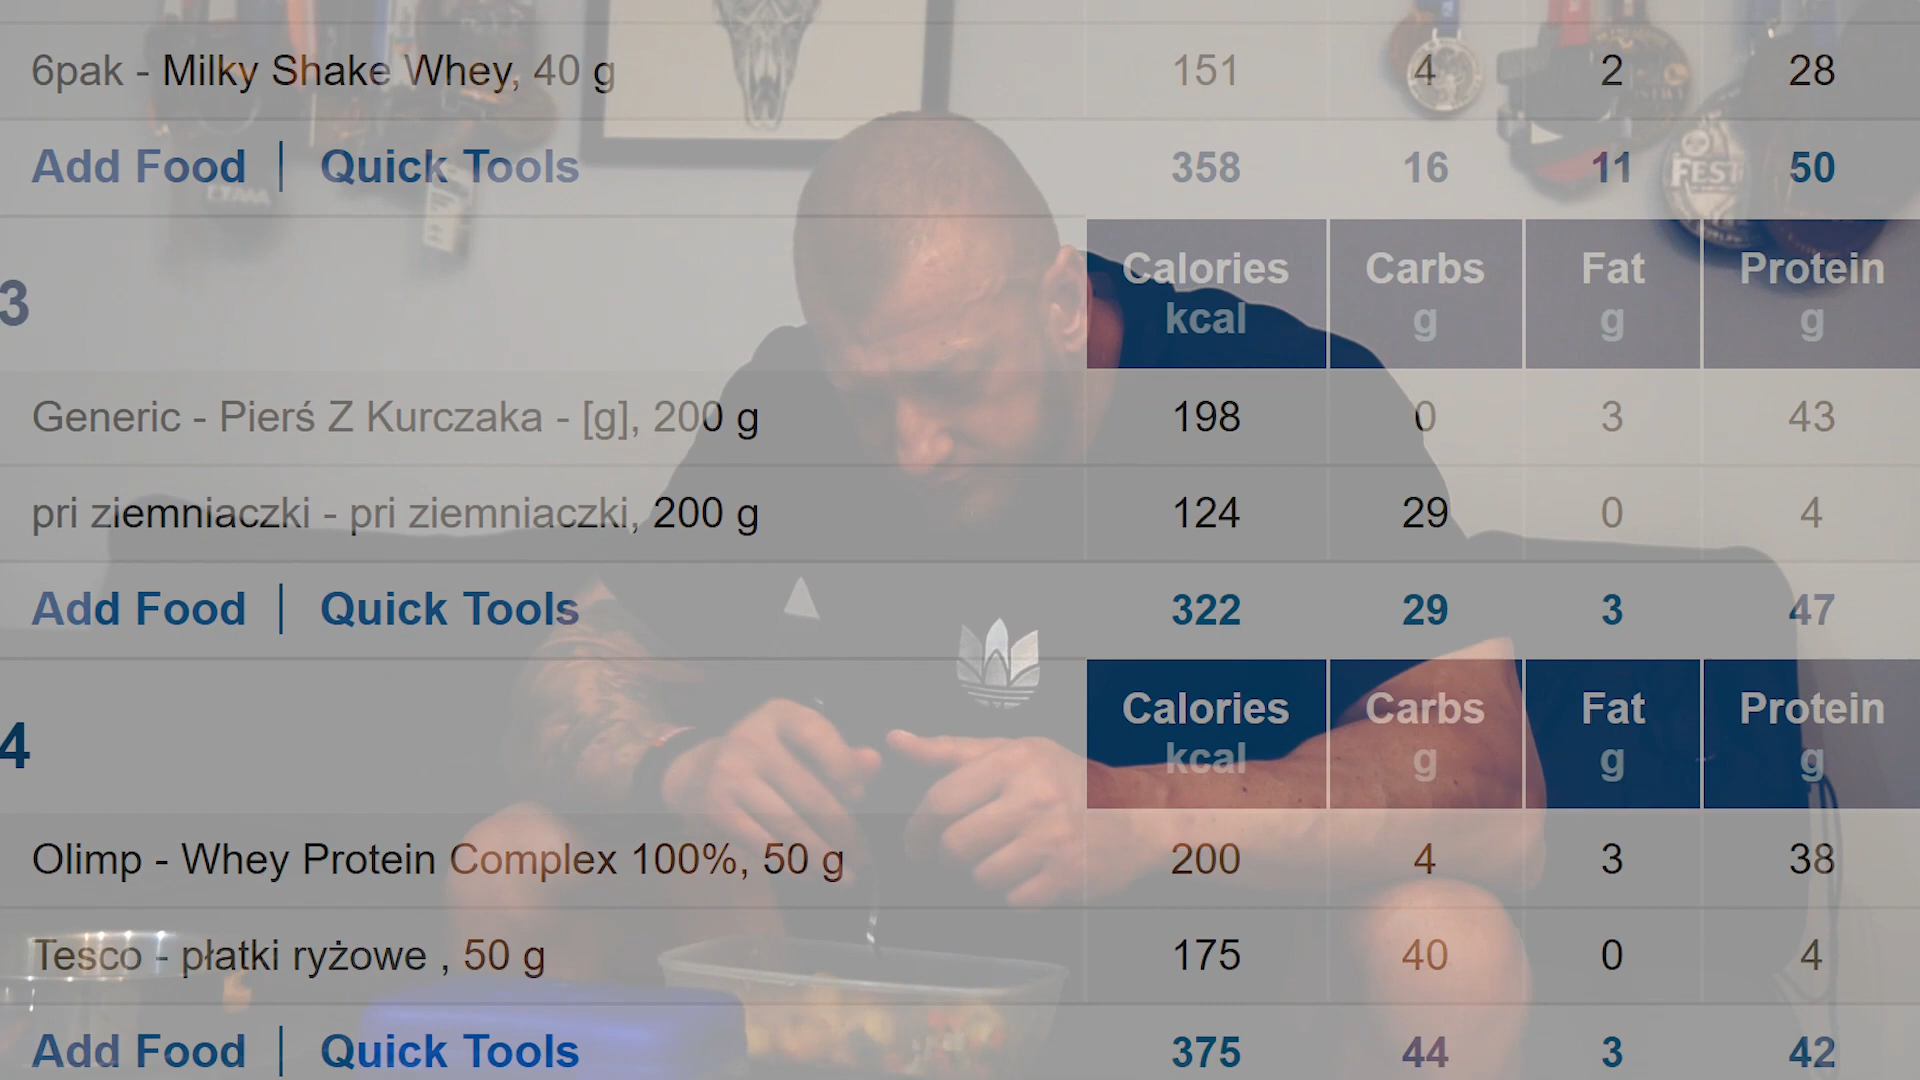 6pak - Milky Shake Whey, 40 g 151 4 2 28
Add Food | Quick Tools 358 16 11 50
3 Calories kcal Carbs g Fat g Protein g
Generic - Pierś Z Kurczaka - [g], 200 g 198 0 3 43
pri ziemniaczki - pri ziemniaczki, 200 g 124 29 0 4
Add Food | Quick Tools 322 29 3 47
4 Calories kcal Carbs g Fat g Protein g
Olimp - Whey Protein Complex 100%, 50 g 200 4 3 38
Tesco - płatki ryżowe , 50 g 175 40 0 4
Add Food | Quick Tools 375 44 3 42
FEST